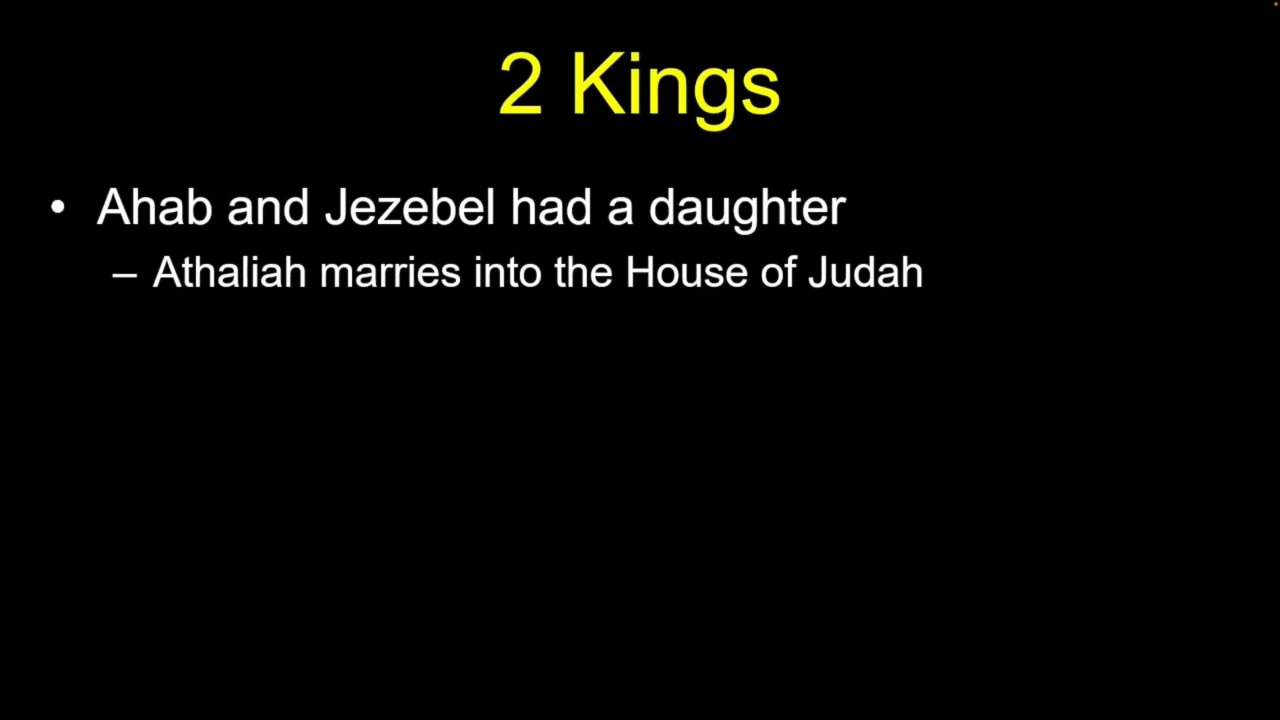 2 Kings
• Ahab and Jezebel had a daughter
– Athaliah marries into the House of Judah